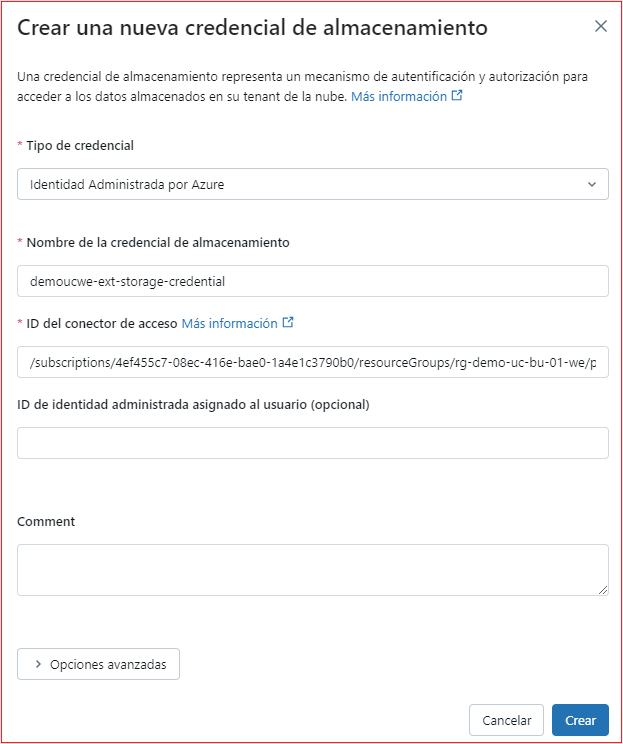 Crear una nueva credencial de almacenamiento
Una credencial de almacenamiento representa un mecanismo de autentificación y autorización para
acceder a los datos almacenados en su tenant de la nube. Más información
* Tipo de credencial
Identidad Administrada por Azure
* Nombre de la credencial de almacenamiento
demoucwe-ext-storage-credential
* ID del conector de acceso Más información
/subscriptions/4ef455c7-08ec-416e-bae0-1a4e1c3790b0/resourceGroups/rg-demo-uc-bu-01-we/p
ID de identidad administrada asignado al usuario (opcional)
Comment
Opciones avanzadas
Cancelar
Crear